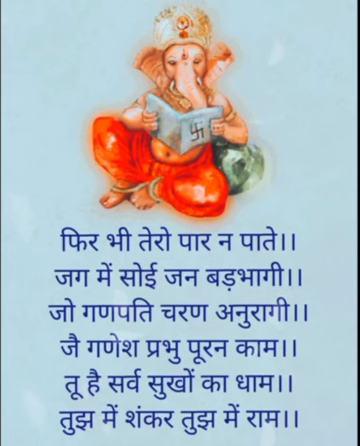 फिर भी तेरो पार न पाते।।
जग में सोई जन बड़भागी।।
जो गणपति चरण अनुरागी।।
जै गणेश प्रभु पूरन काम।।
तू है सर्व सुखों का धाम।।
तुझ में शंकर तुझ में राम।।